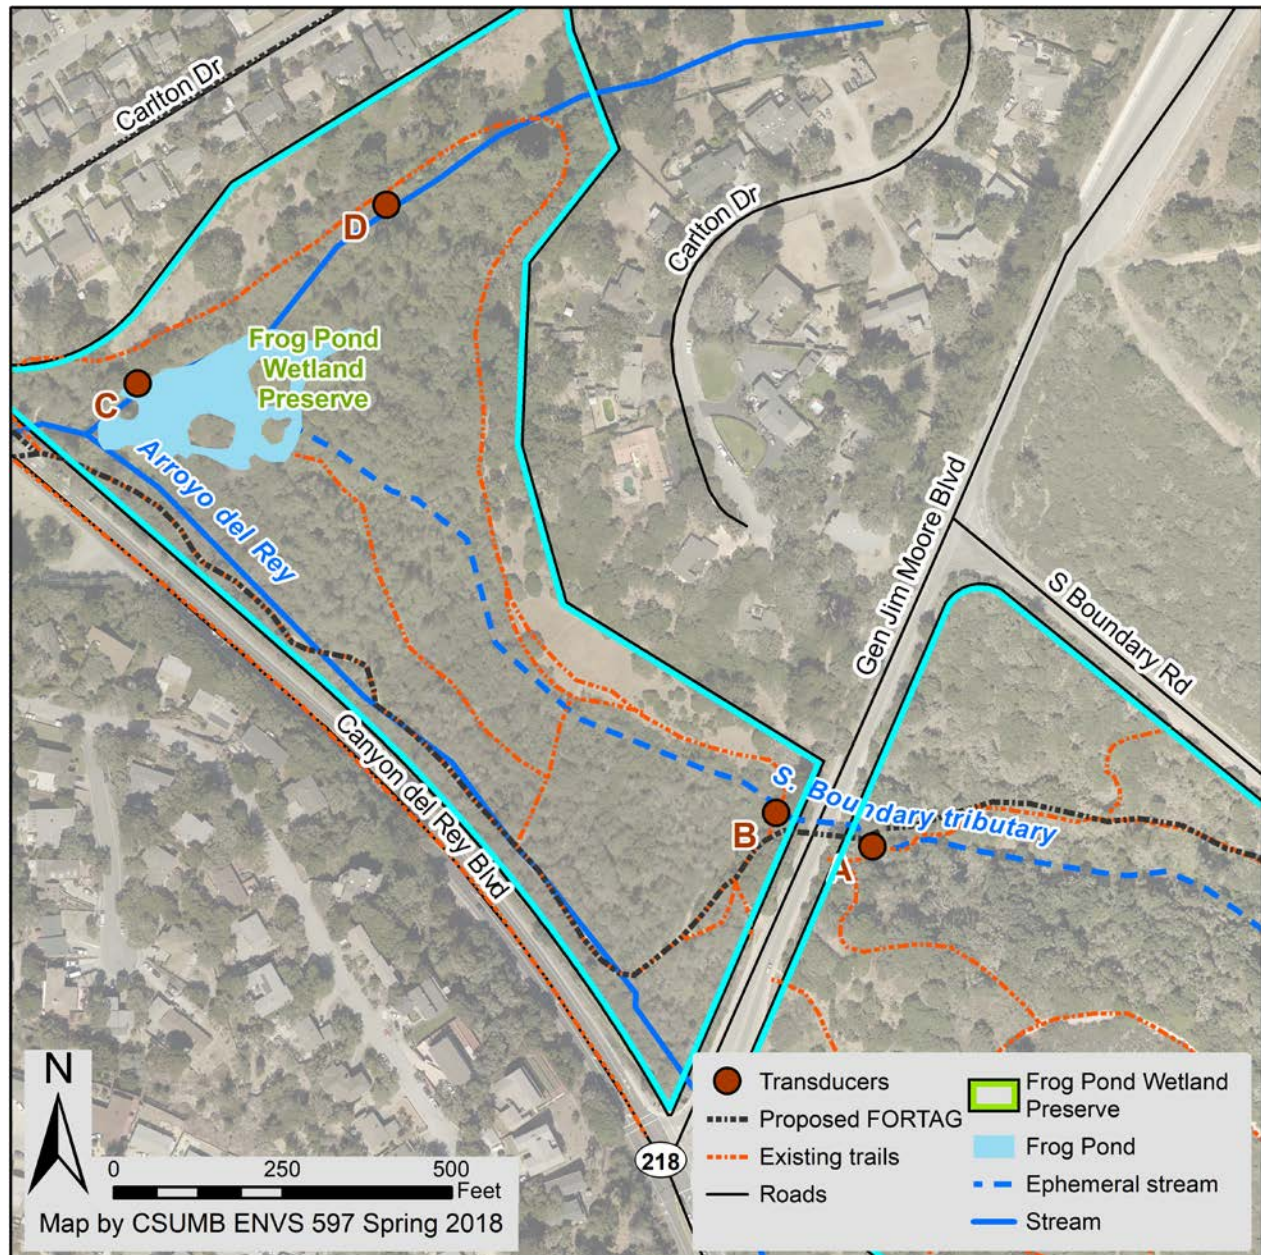 Carlton Dr
D
Carlton Dr
Frog Pond
Wetland
Preserve
C
Arroyo del Rey
Gen Jim Moore Blvd
S Boundary Rd
Canyon del Rey Blvd
S. Boundary tributary
B
A
N
0 250 500
Feet
Map by CSUMB ENVS 597 Spring 2018
218
Transducers
Proposed FORTAG
Existing trails
Roads
Frog Pond Wetland
Preserve
Frog Pond
Ephemeral stream
Stream